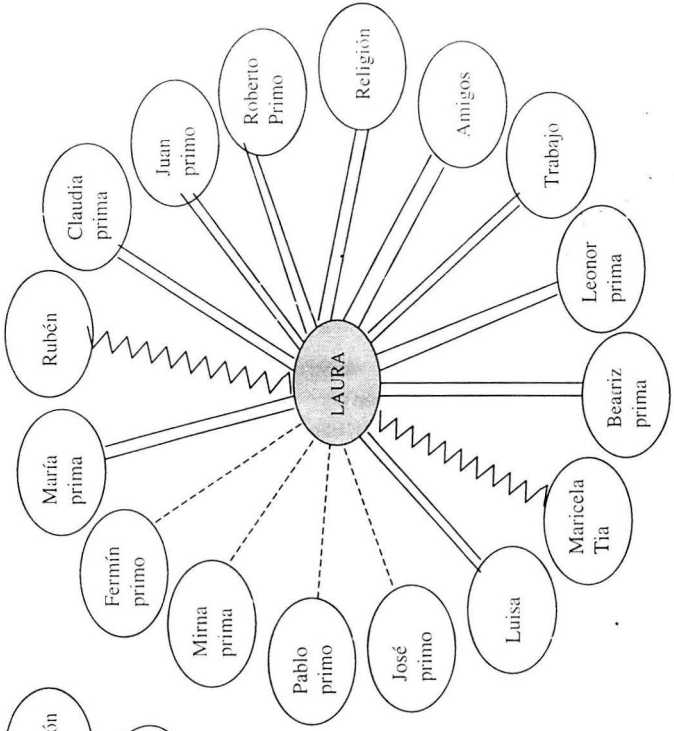 Religión
Roberto
Primo
Amigos
Juan
primo
Trabajo
Claudia
prima
Leonor
prima
Rubén
LAURA
Beatriz
prima
María
prima
Maricela
Tia
Fermín
primo
Luisa
Mirna
prima
José
primo
Pablo
primo
ón